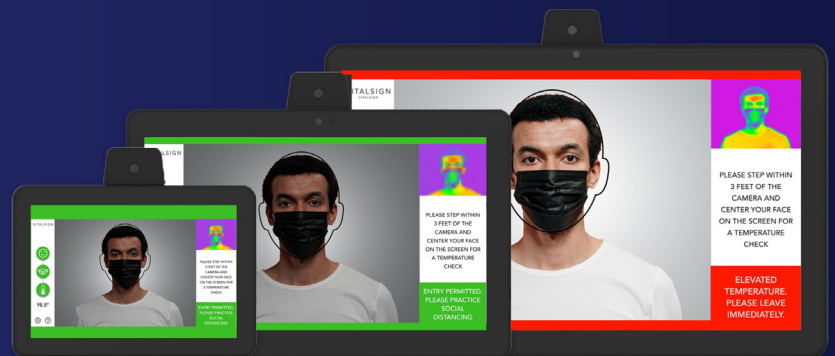 VITALSIGN
98.8°
PLEASE STEP WITHIN
3 FEET OF THE
CAMERA AND
CENTER YOUR FACE
ON THE SCREEN FOR
A TEMPERATURE
CHECK
ENTRY PERMITTED.
PLEASE PRACTICE
SOCIAL
DISTANCING
ALSIGN
PLEASE STEP WITHIN
3 FEET OF THE
CAMERA AND
CENTER YOUR FACE
ON THE SCREEN FOR
A TEMPERATURE
CHECK
ENTRY PERMITTED.
PLEASE PRACTICE
SOCIAL
DISTANCING
ITALSIGN
PLEASE STEP WITHIN
3 FEET OF THE
CAMERA AND
CENTER YOUR FACE
ON THE SCREEN FOR
A TEMPERATURE
CHECK
ELEVATED
TEMPERATURE.
PLEASE LEAVE
IMMEDIATELY.